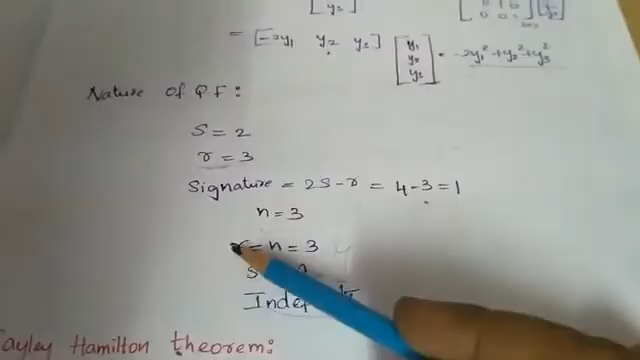 y2
= [-2y1 y2 y2] [y1 y2 y2] = -2y1² + y2² + y3²
Nature of QF:
S = 2
r = 3
Signature = 2S - r = 4 - 3 = 1
n = 3
r = n = 3
S
Cayley Hamilton theorem: